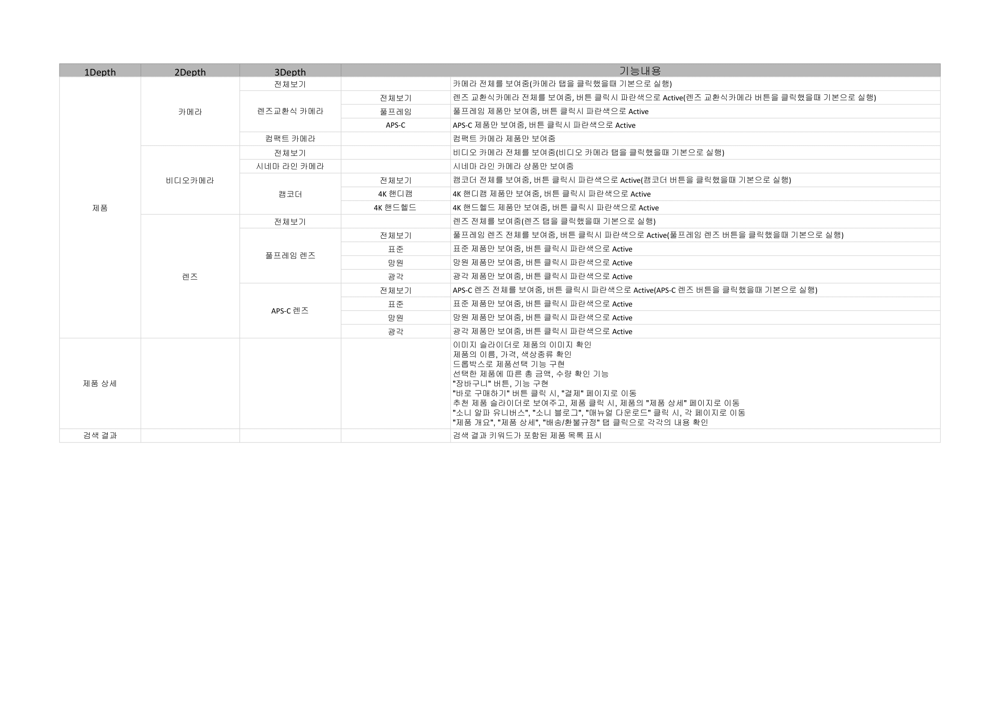 1Depth 2Depth 3Depth 기능내용
제품 카메라 전체보기 카메라 전체를 보여줌(카메라 탭을 클릭했을때 기본으로 실행)
렌즈교환식 카메라 전체보기 렌즈 교환식카메라 전체를 보여줌, 버튼 클릭시 파란색으로 Active(렌즈 교환식카메라 버튼을 클릭했을때 기본으로 실행)
풀프레임 풀프레임 제품만 보여줌, 버튼 클릭시 파란색으로 Active
APS-C APS-C 제품만 보여줌, 버튼 클릭시 파란색으로 Active
컴팩트 카메라 컴팩트 카메라 제품만 보여줌
비디오카메라 전체보기 비디오 카메라 전체를 보여줌(비디오 카메라 탭을 클릭했을때 기본으로 실행)
시네마 라인 카메라 시네마 라인 카메라 샹품만 보여줌
캠코더 전체보기 캠코더 전체를 보여줌, 버튼 클릭시 파란색으로 Active(캠코더 버튼을 클릭했을때 기본으로 실행)
4K 핸디캠 4K 핸디캠 제품만 보여줌, 버튼 클릭시 파란색으로 Active
4K 핸드헬드 4K 핸드헬드 제품만 보여줌, 버튼 클릭시 파란색으로 Active
렌즈 전체보기 렌즈 전체를 보여줌(렌즈 탭을 클릭했을때 기본으로 실행)
풀프레임 렌즈 전체보기 풀프레임 렌즈 전체를 보여줌, 버튼 클릭시 파란색으로 Active(풀프레임 렌즈 버튼을 클릭했을때 기본으로 실행)
표준 표준 제품만 보여줌, 버튼 클릭시 파란색으로 Active
망원 망원 제품만 보여줌, 버튼 클릭시 파란색으로 Active
광각 광각 제품만 보여줌, 버튼 클릭시 파란색으로 Active
APS-C 렌즈 전체보기 APS-C 렌즈 전체를 보여줌, 버튼 클릭시 파란색으로 Active(APS-C 렌즈 버튼을 클릭했을때 기본으로 실행)
표준 표준 제품만 보여줌, 버튼 클릭시 파란색으로 Active
망원 망원 제품만 보여줌, 버튼 클릭시 파란색으로 Active
광각 광각 제품만 보여줌, 버튼 클릭시 파란색으로 Active
제품 상세 이미지 슬라이더로 제품의 이미지 확인
제품의 이름, 가격, 색상종류 확인
드롭박스로 제품선택 기능 구현
선택한 제품에 따른 총 금액, 수량 확인 기능
"장바구니" 버튼, 기능 구현
"바로 구매하기" 버튼 클릭 시, "결제" 페이지로 이동
추천 제품 슬라이더로 보여주고, 제품 클릭 시, 제품의 "제품 상세" 페이지로 이동
"소니 알파 유니버스", "소니 블로그", "매뉴얼 다운로드" 클릭 시, 각 페이지로 이동
"제품 개요", "제품 상세", "배송/환불규정" 탭 클릭으로 각각의 내용 확인
검색 결과 검색 결과 키워드가 포함된 제품 목록 표시